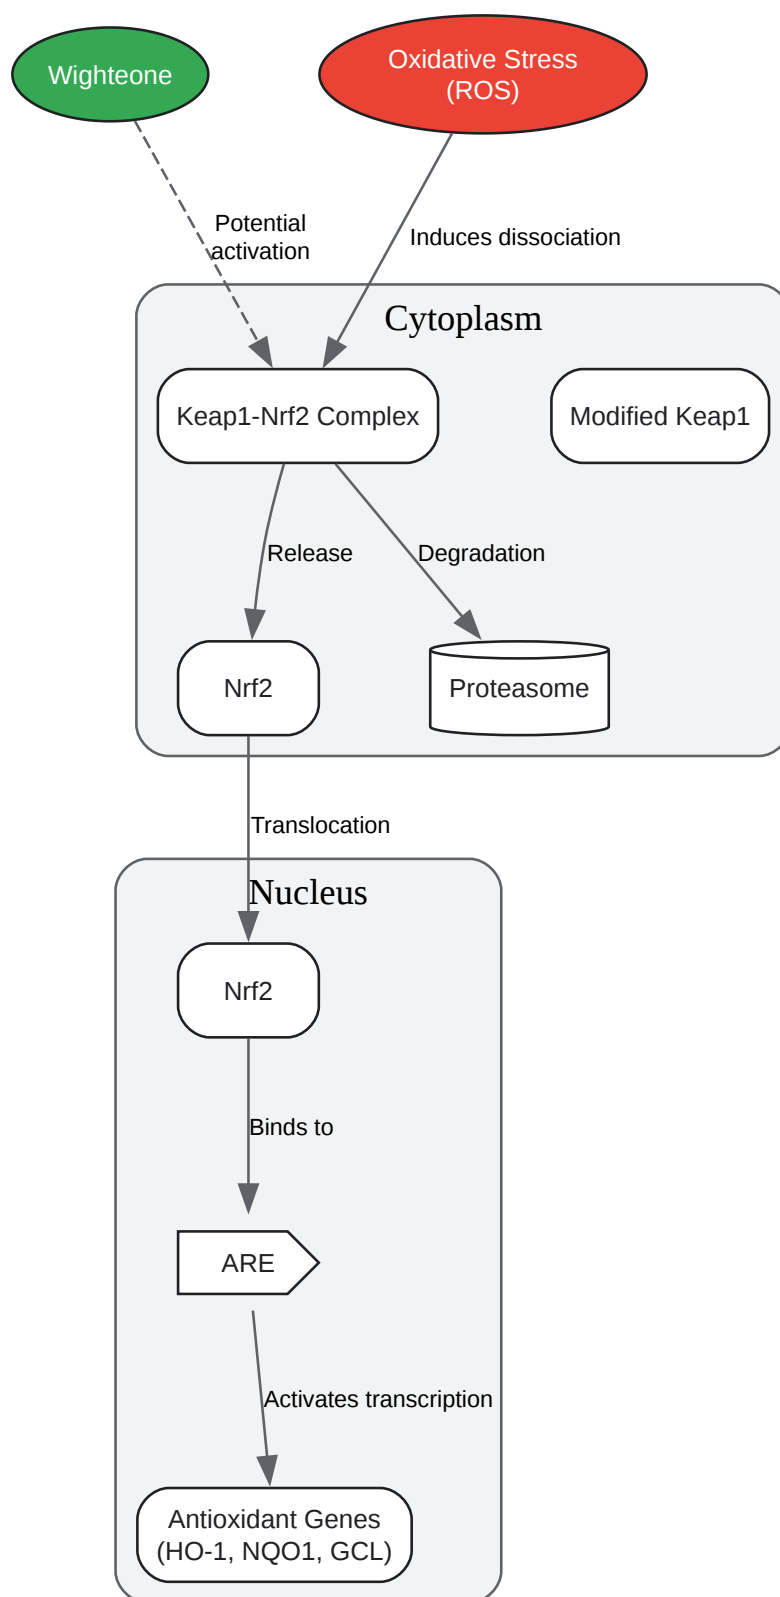 Wighteone
Oxidative Stress
(ROS)
Potential
activation
Induces dissociation
Cytoplasm
Keap1-Nrf2 Complex
Modified Keap1
Release
Degradation
Nrf2
Proteasome
Translocation
Nucleus
Nrf2
Binds to
ARE
Activates transcription
Antioxidant Genes
(HO-1, NQO1, GCL)